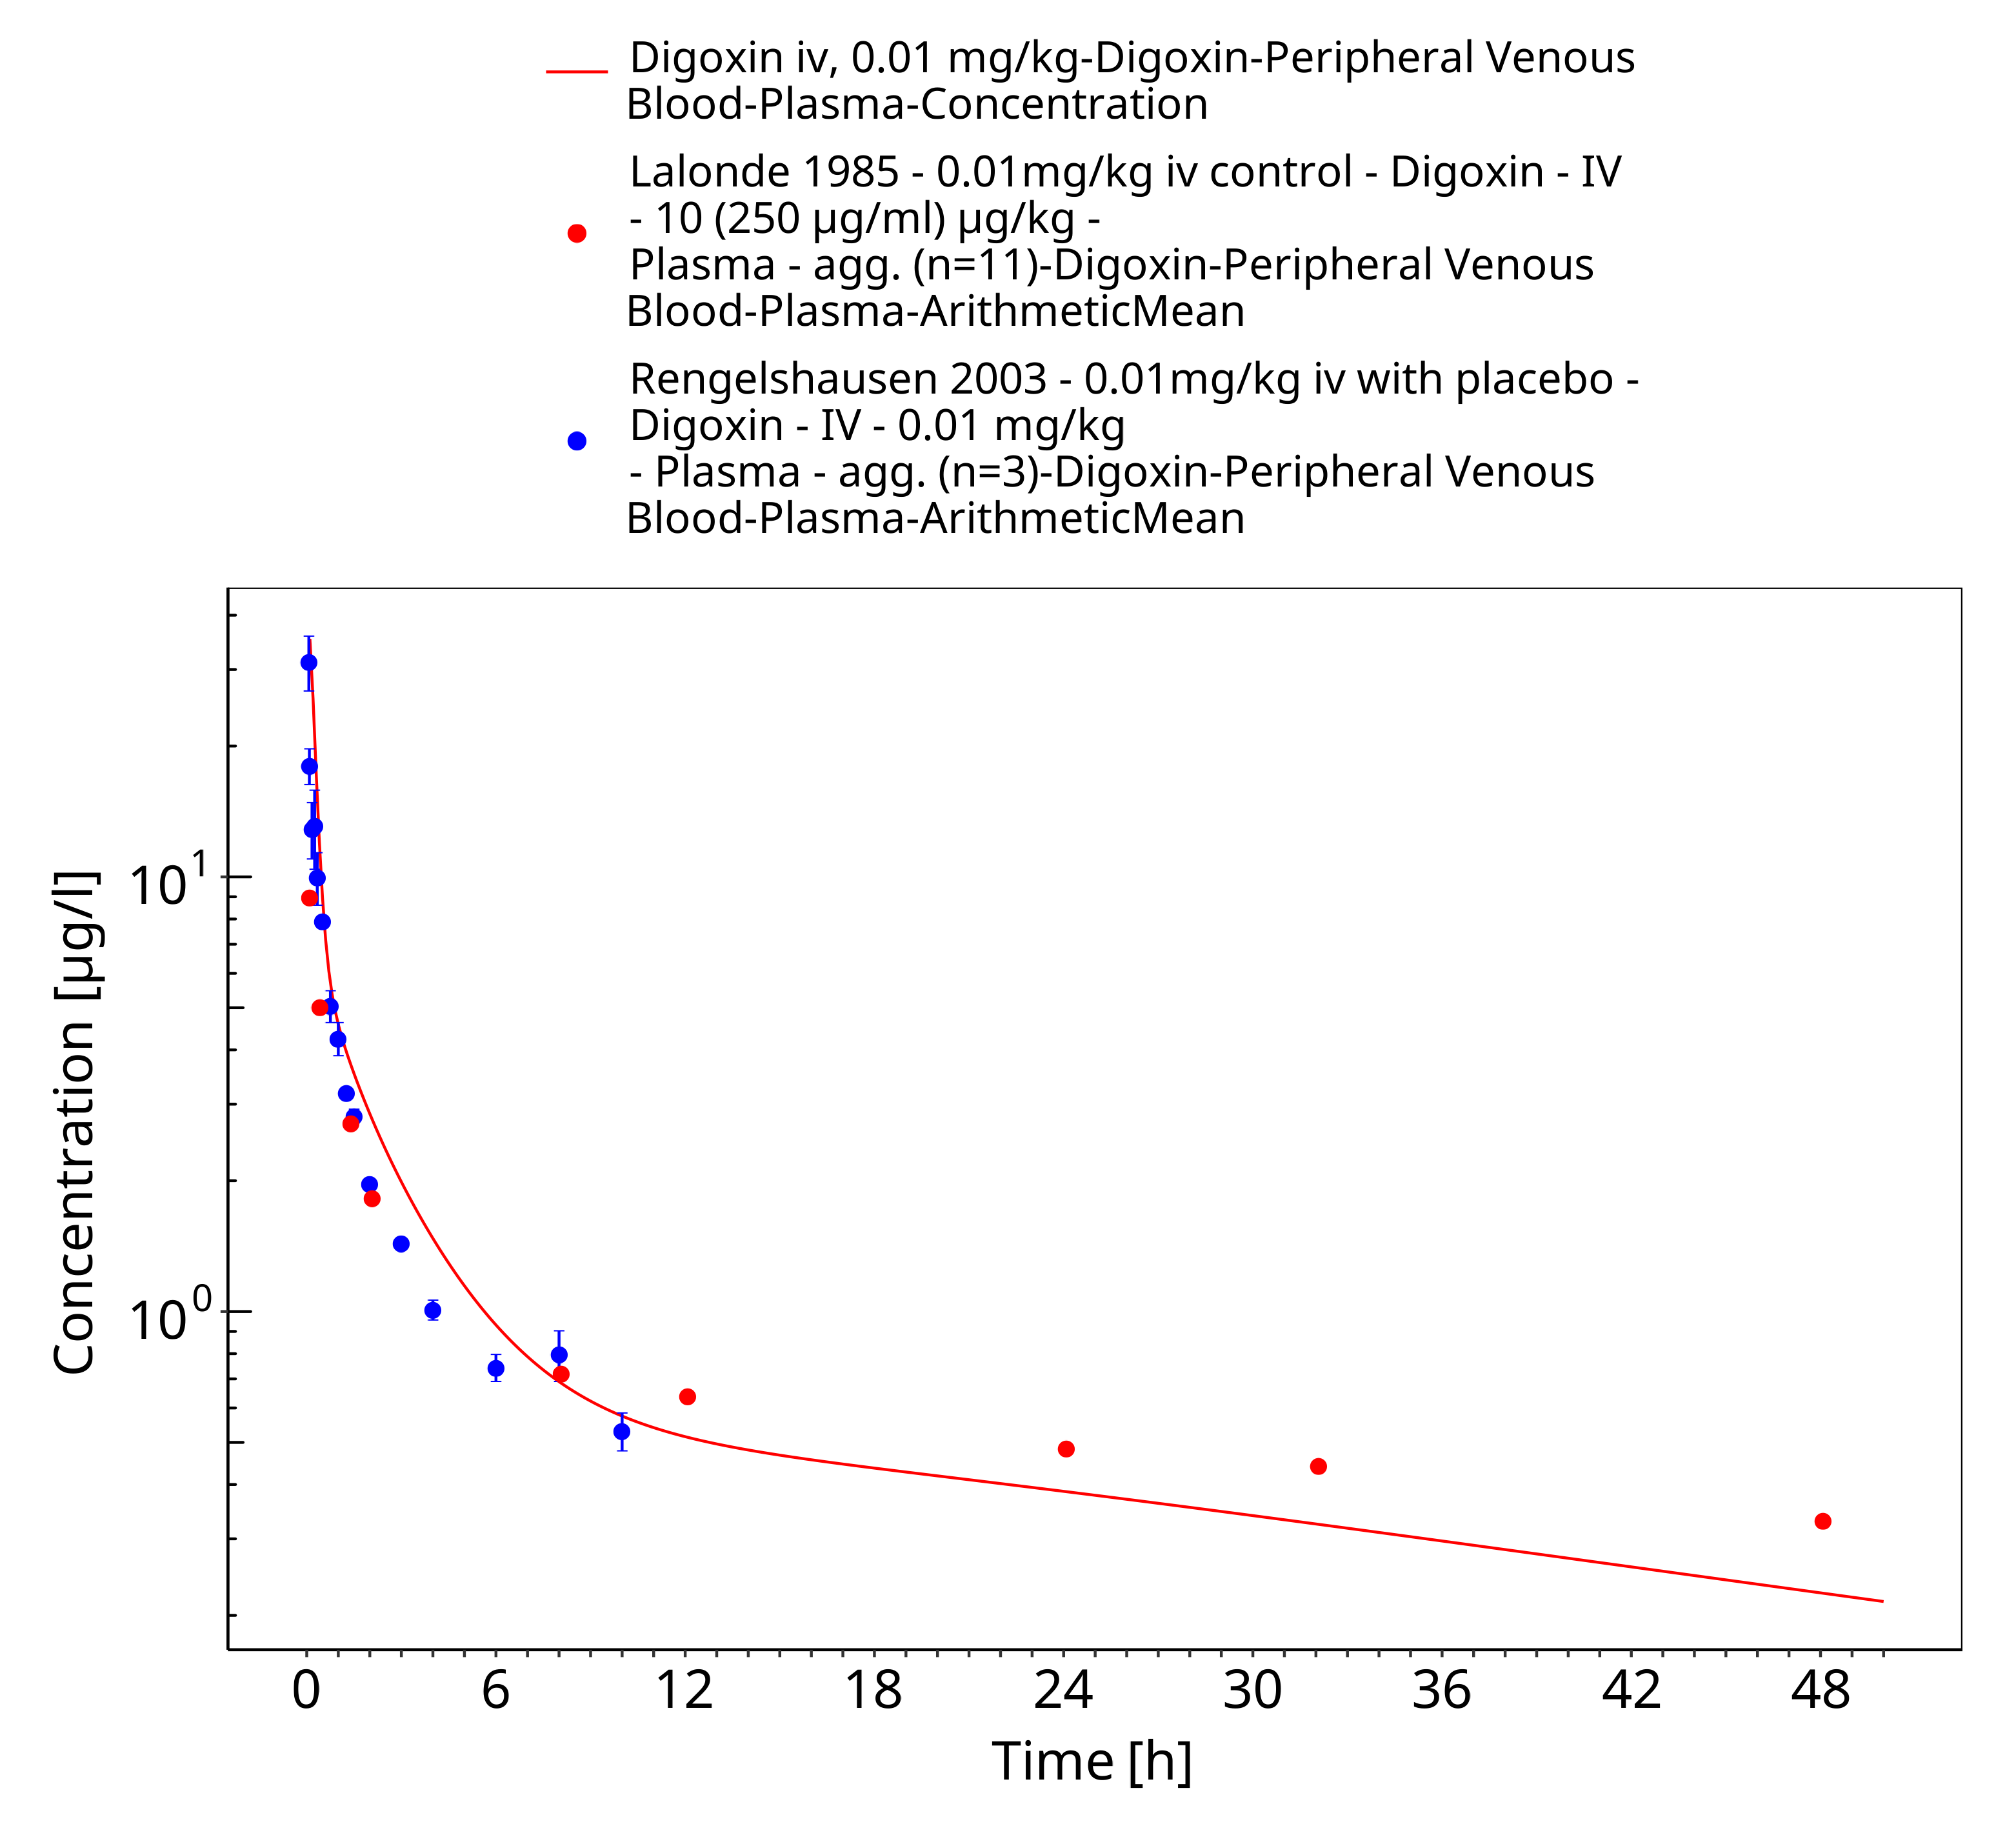 Digoxin iv, 0.01 mg/kg-Digoxin-Peripheral Venous
Blood-Plasma-Concentration
Lalonde 1985 - 0.01mg/kg iv control - Digoxin - IV
- 10 (250 µg/ml) µg/kg -
Plasma - agg. (n=11)-Digoxin-Peripheral Venous
Blood-Plasma-ArithmeticMean
Rengelshausen 2003 - 0.01mg/kg iv with placebo -
Digoxin - IV - 0.01 mg/kg
- Plasma - agg. (n=3)-Digoxin-Peripheral Venous
Blood-Plasma-ArithmeticMean
Concentration [µg/l]
10¹
10⁰
0 6 12 18 24 30 36 42 48
Time [h]